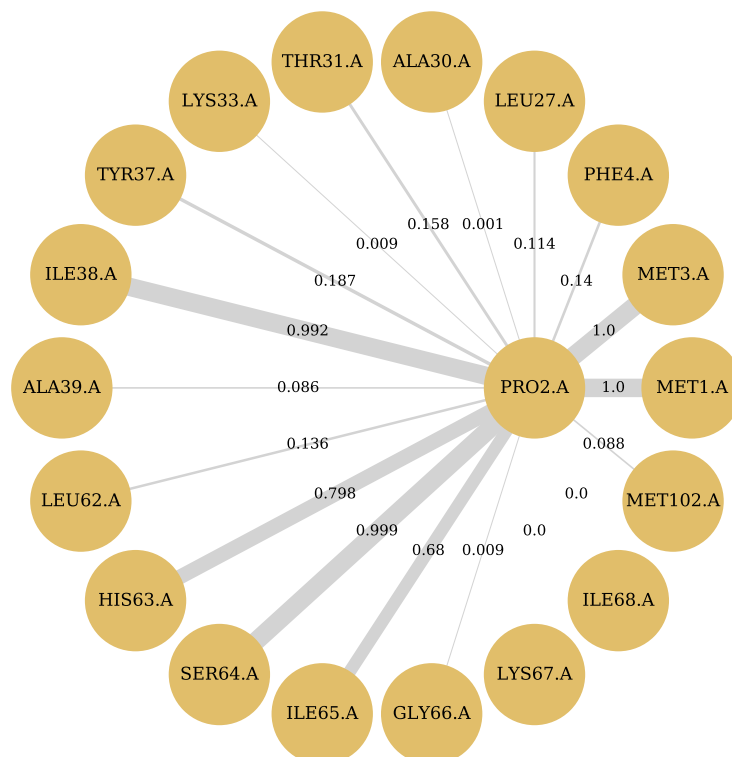 THR31.A
ALA30.A
LYS33.A
LEU27.A
TYR37.A
PHE4.A
0.158
0.001
0.009
0.114
ILE38.A
MET3.A
0.187
0.14
0.992
1.0
ALA39.A
0.086
PRO2.A
1.0
MET1.A
0.136
0.088
LEU62.A
0.798
0.0
MET102.A
0.999
0.0
0.68
0.009
HIS63.A
ILE68.A
SER64.A
LYS67.A
ILE65.A
GLY66.A